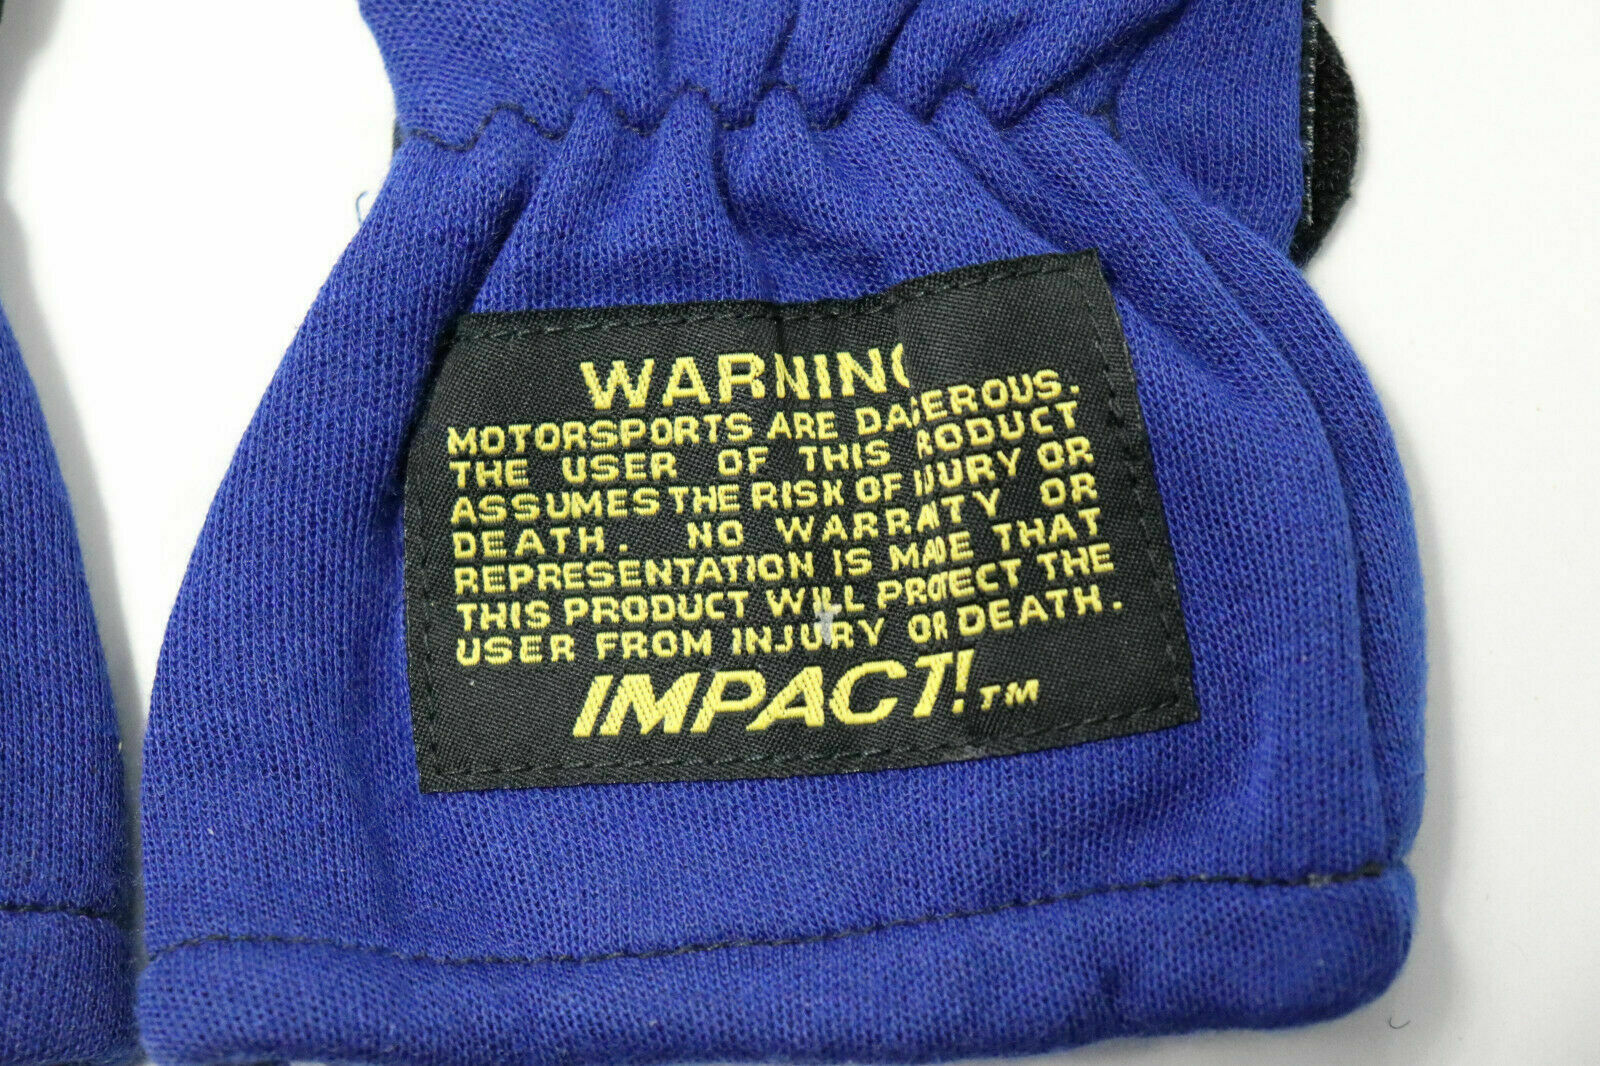 WARNING
MOTORSPORTS ARE DANGEROUS.
THE USER OF THIS PRODUCT
ASSUMES THE RISK OF INJURY OR
DEATH. NO WARRANTY OR
REPRESENTATION IS MADE THAT
THIS PRODUCT WILL PROTECT THE
USER FROM INJURY OR DEATH.
IMPACT!TM